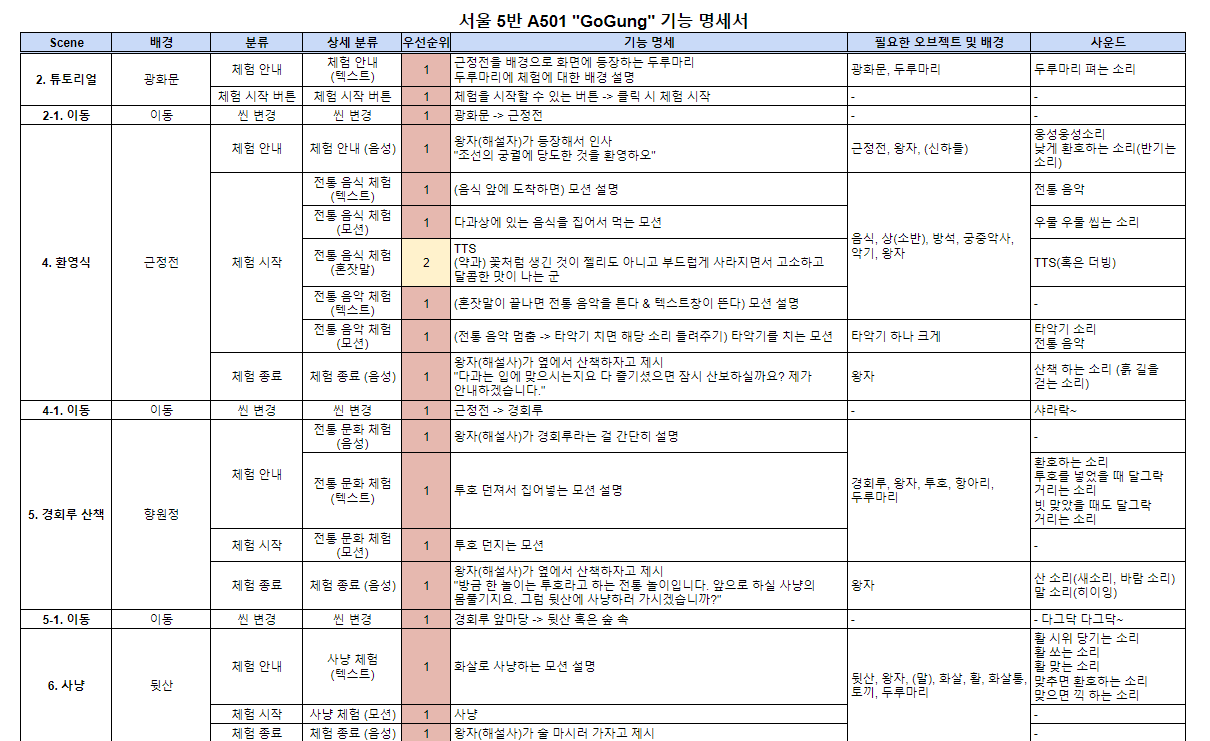 서울 5반 A501 "GoGung" 기능 명세서
Scene 배경 분류 상세 분류 우선순위 기능 명세 필요한 오브젝트 및 배경 사운드
2. 튜토리얼 광화문 체험 안내 체험 안내
(텍스트) 1 근정전을 배경으로 화면에 등장하는 두루마리
두루마리에 체험에 대한 배경 설명 광화문, 두루마리 두루마리 펴는 소리
체험 시작 버튼 체험 시작 버튼 1 체험을 시작할 수 있는 버튼 -> 클릭 시 체험 시작 - -
2-1. 이동 이동 씬 변경 씬 변경 1 광화문 -> 근정전 - -
4. 환영식 근정전 체험 안내 체험 안내 (음성) 1 왕자(해설자)가 등장해서 인사
"조선의 궁궐에 당도한 것을 환영하오" 근정전, 왕자, (신하들) 웅성웅성소리
낮게 환호하는 소리(반기는
소리)
체험 시작 전통 음식 체험
(텍스트) 1 (음식 앞에 도착하면) 모션 설명 음식, 상(소반), 방석, 궁중악사,
악기, 왕자 전통 음악
전통 음식 체험
(모션) 1 다과상에 있는 음식을 집어서 먹는 모션 우물 우물 씹는 소리
전통 음식 체험
(혼잣말) 2 TTS
(약과) 꽃처럼 생긴 것이 젤리도 아니고 부드럽게 사라지면서 고소하고
달콤한 맛이 나는 군 TTS(혹은 더빙)
전통 음악 체험
(텍스트) 1 (혼잣말이 끝나면 전통 음악을 튼다 & 텍스트창이 뜬다) 모션 설명 -
전통 음악 체험
(모션) 1 (전통 음악 멈춤 -> 타악기 치면 해당 소리 들려주기) 타악기를 치는 모션 타악기 하나 크게 타악기 소리
전통 음악
체험 종료 체험 종료 (음성) 1 왕자(해설사)가 옆에서 산책하자고 제시
"다과는 입에 맞으시는지요 다 즐기셨으면 잠시 산보하실까요? 제가
안내하겠습니다." 왕자 산책 하는 소리 (흙 길을
걷는 소리)
4-1. 이동 이동 씬 변경 씬 변경 1 근정전 -> 경회루 - 샤라락~
5. 경회루 산책 향원정 체험 안내 전통 문화 체험
(음성) 1 왕자(해설사)가 경회루라는 걸 간단히 설명 경회루, 왕자, 투호, 항아리,
두루마리 -
전통 문화 체험
(텍스트) 1 투호 던져서 집어넣는 모션 설명 환호하는 소리
투호를 넣었을 때 달그락
거리는 소리
빗 맞았을때도 달그락
거리는 소리
체험 시작 전통 문화 체험
(모션) 1 투호 던지는 모션 -
체험 종료 체험 종료 (음성) 1 왕자(해설사)가 옆에서 산책하자고 제시
"방금 한 놀이는 투호라고 하는 전통 놀이입니다. 앞으로 하실 사냥의
몸풀기지요. 그럼 뒷산에 사냥하러 가시겠습니까?" 왕자 산 소리(새소리, 바람 소리)
말 소리(히이잉)
5-1. 이동 이동 씬 변경 씬 변경 1 경회루 앞마당 -> 뒷산 혹은 숲 속 - - 다그닥 다그닥~
6. 사냥 뒷산 체험 안내 사냥 체험
(텍스트) 1 화살로 사냥하는 모션 설명 뒷산, 왕자, (말), 화살, 활, 화살통,
토끼, 두루마리 활 시위 당기는 소리
활 쏘는 소리
활 맞는 소리
맞추면 환호하는 소리
맞으면 끽 하는 소리
체험 시작 사냥 체험 (모션) 1 사냥 -
체험 종료 체험 종료 (음성) 1 왕자(해설사)가 술 마시러 가자고 제시 -